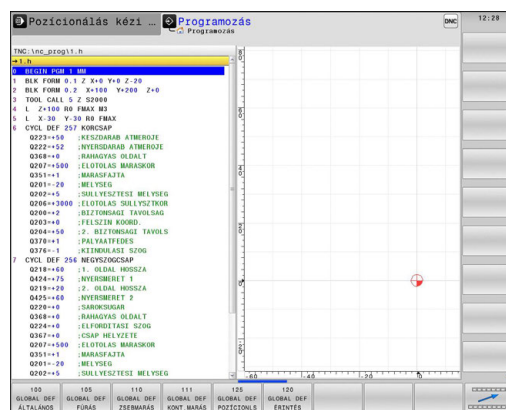 Pozícionálás kézi ...
Programozás
Programozás
DNC
12:28
TNC:\nc_prog\1.h
→1.h
0 BEGIN PGM 1 MM
1 BLK FORM 0.1 Z X+0 Y+0 Z-20
2 BLK FORM 0.2 X+100 Y+200 Z+0
3 TOOL CALL 5 Z S2000
4 L Z+100 R0 FMAX M3
5 L X-30 Y-30 R0 FMAX
6 CYCL DEF 257 KORCSAP
Q223=+50 ;KESZDARAB ATMEROJE
Q222=+52 ;NYERSDARAB ATMEROJE
Q368=+0 ;RAHAGYAS OLDALT
Q207=+500 ;ELOTOLAS MARASKOR
Q351=+1 ;MARASFAJTA
Q201=-20 ;MELYSEG
Q202=+5 ;SULLYESZTESI MELYSEG
Q206=+3000 ;ELOTOLAS SULLYSZTKOR
Q200=+2 ;BIZTONSAGI TAVOLSAG
Q203=+0 ;FELSZIN KOORD.
Q204=+50 ;2. BIZTONSAGI TAVOLS
Q370=+1 ;PALYAATFEDES
Q376=-1 ;KIINDULASI SZOG
7 CYCL DEF 256 NEGYSZOGCSAP
Q218=+60 ;1. OLDAL HOSSZA
Q424=+75 ;NYERSMERET 1
Q219=+20 ;2. OLDAL HOSSZA
Q425=+60 ;NYERSMERET 2
Q220=+0 ;SAROKSUGAR
Q368=+0 ;RAHAGYAS OLDALT
Q224=+0 ;ELFORDITASI SZOG
Q367=+0 ;CSAP HELYZETE
Q207=+500 ;ELOTOLAS MARASKOR
Q351=+1 ;MARASFAJTA
Q201=-20 ;MELYSEG
Q202=+5 ;SULLYESZTESI MELYSEG
-60 -40 -20 0
100 GLOBAL DEF ÁLTALÁNOS
105 GLOBAL DEF FÚRÁS
110 GLOBAL DEF ZSEBMARÁS
111 GLOBAL DEF KONT.MARÁS
125 GLOBAL DEF POZÍCIONLS
120 GLOBAL DEF ÉRINTÉS